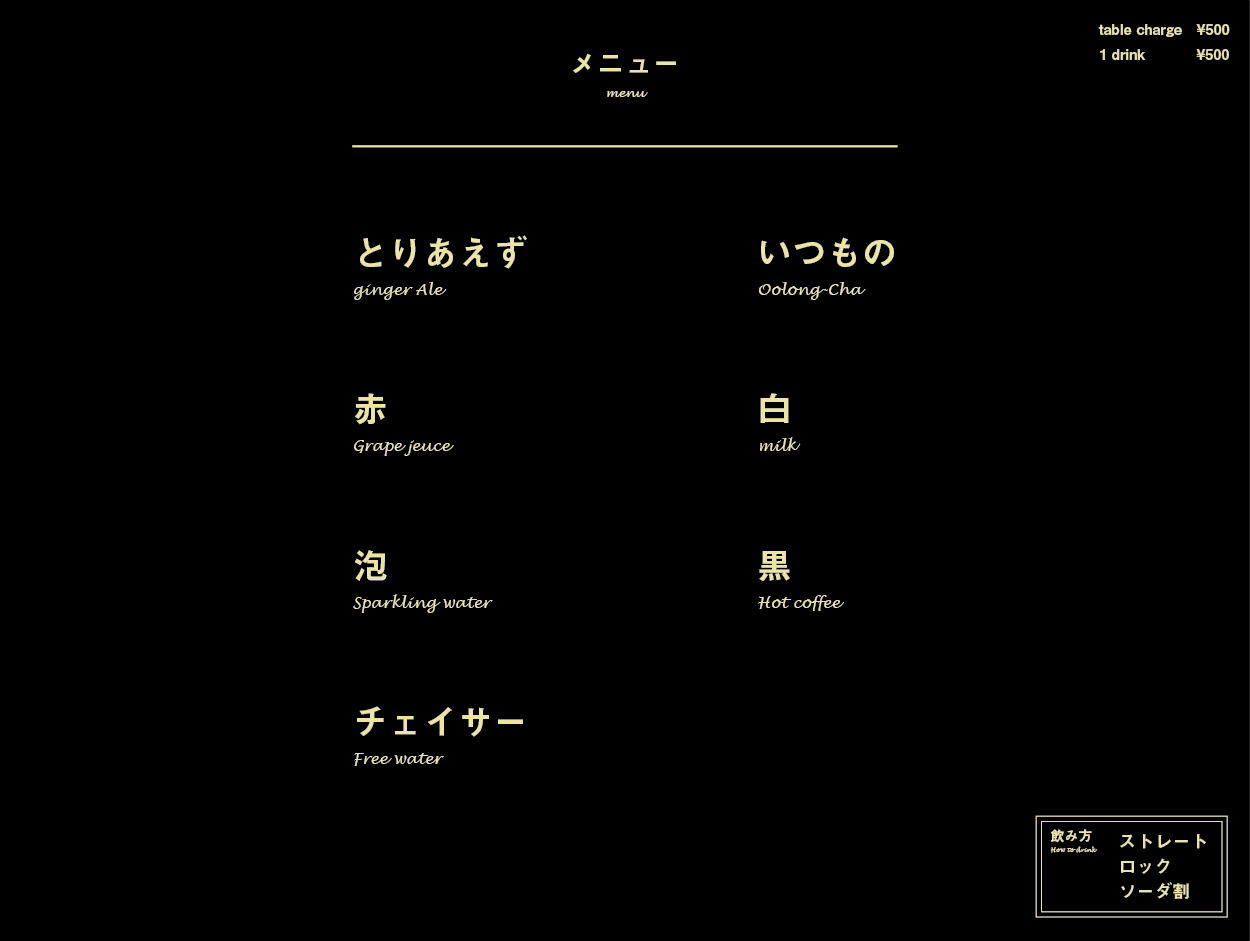 table charge ¥500
1 drink ¥500
メニュー
menu
とりあえず
ginger Ale
いつもの
Oolong-Cha
赤
Grape jeuce
白
milk
泡
Sparkling water
黒
Hot coffee
チェイサー
Free water
飲み方
How to drink
ストレート
ロック
ソーダ割